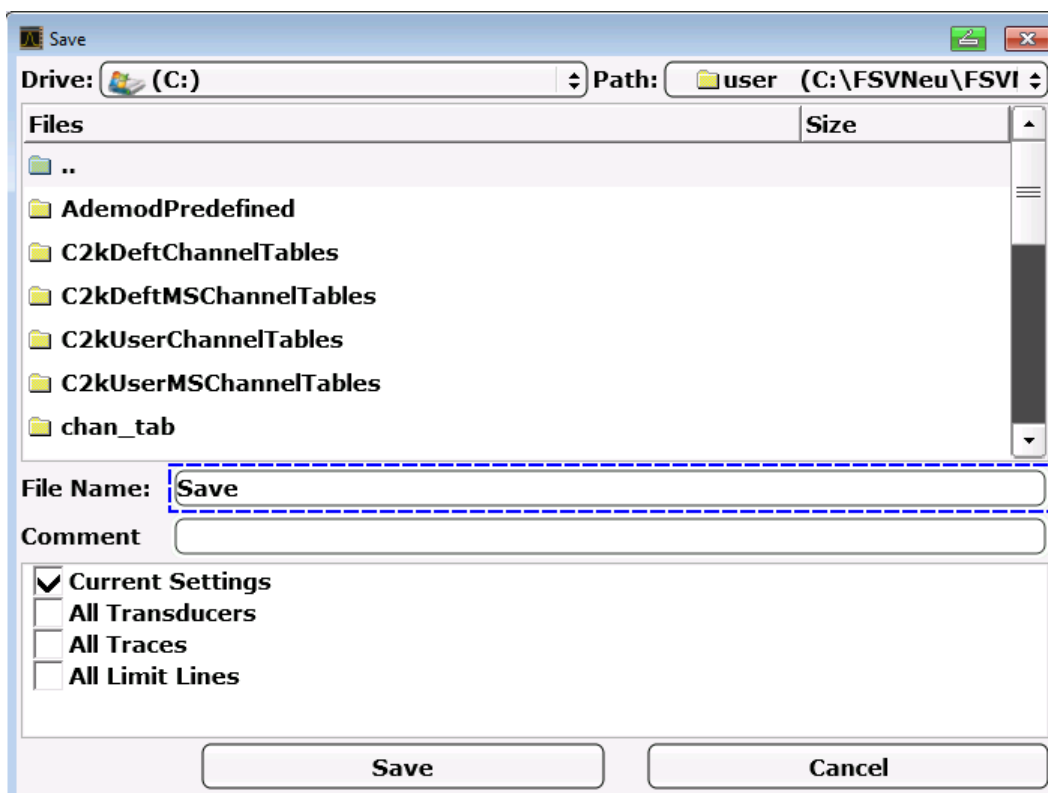 Save
Drive: (C:) Path: user (C:\FSVNeu\FSVI
Files Size
..
AdemodPredefined
C2kDeftChannelTables
C2kDeftMSChannelTables
C2kUserChannelTables
C2kUserMSChannelTables
chan_tab
File Name: Save
Comment
Current Settings
All Transducers
All Traces
All Limit Lines
Save Cancel